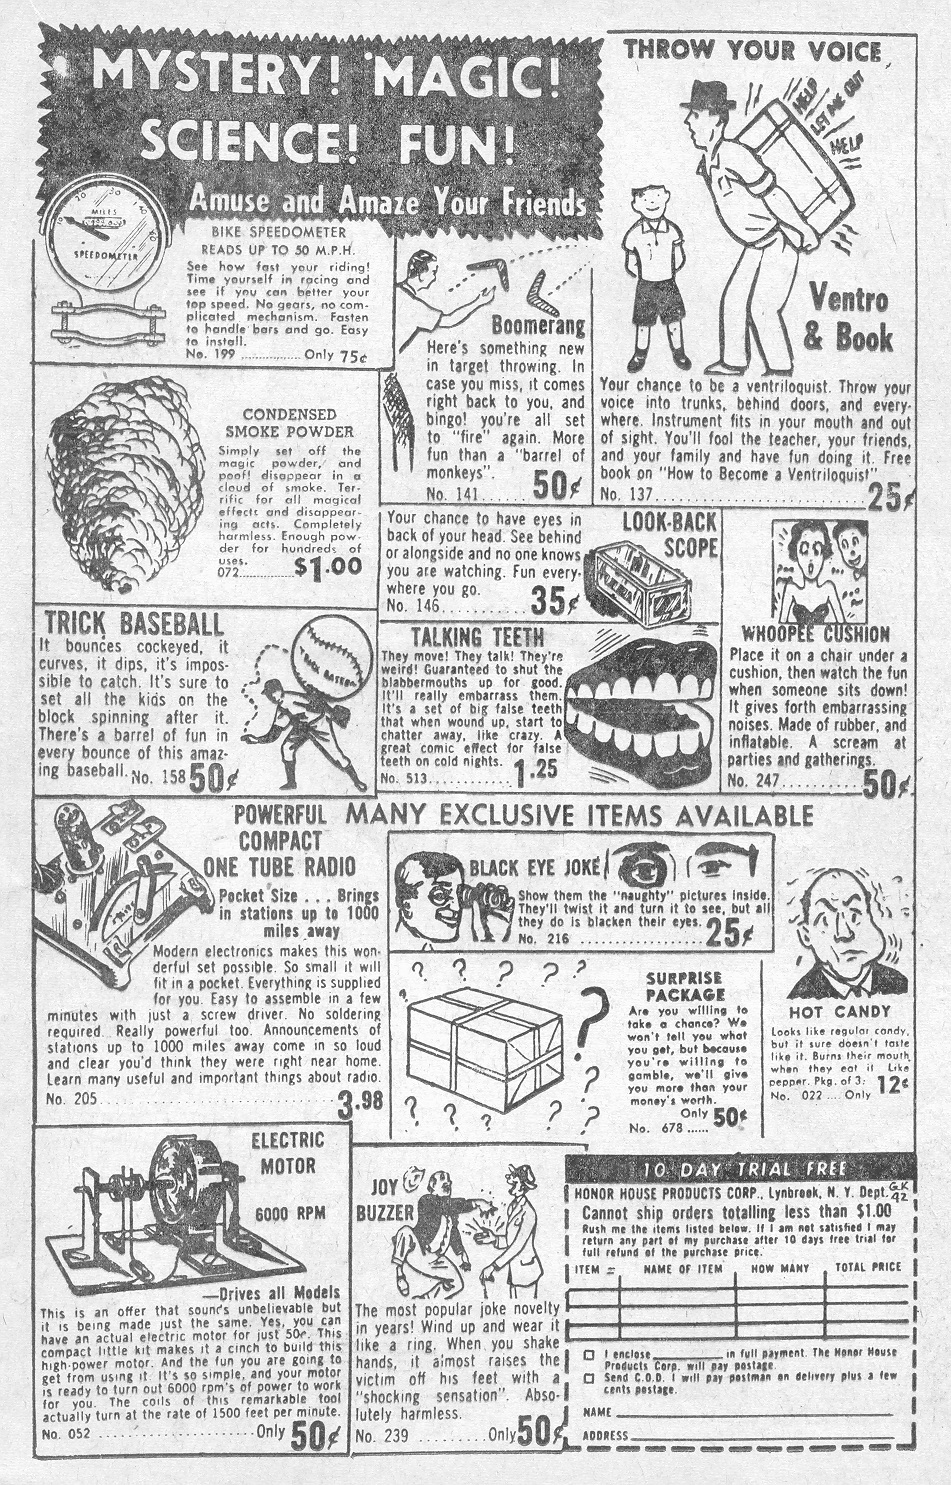 MYSTERY! MAGIC!
SCIENCE! FUN!
Amuse and Amaze Your Friends
MILES
SPEEDOMETER
BIKE SPEEDOMETER
READS UP TO 50 M.P.H.
See how fast your riding!
Time yourself in racing and
see if you can better your
top speed. No gears, no com-
plicated mechanism. Fasten
to handle bars and go. Easy
to install.
No. 199 ............... Only 75¢
Boomerang
Here's something new
in target throwing. In
case you miss, it comes
right back to you, and
bingo! you're all set
to "fire" again. More
fun than a "barrel of
monkeys".
No. 141....... 50¢
THROW YOUR VOICE
HELP
LET ME OUT
HELP
Ventro
& Book
Your chance to be a ventriloquist. Throw your
voice into trunks, behind doors, and every-
where. Instrument fits in your mouth and out
of sight. You'll fool the teacher, your friends,
and your family and have fun doing it. Free
book on "How to Become a Ventriloquist"
No. 137............................... 25¢
CONDENSED
SMOKE POWDER
Simply set off the
magic powder, and
poof! disappear in a
cloud of smoke. Ter-
rific for all magical
effects and disappear-
ing acts. Completely
harmless. Enough pow-
der for hundreds of
uses.
072............... $1.00
Your chance to have eyes in
back of your head. See behind
or alongside and no one knows
you are watching. Fun every-
where you go.
No. 146........... 35¢
LOOK-BACK
SCOPE
WHOOPEE CUSHION
Place it on a chair under a
cushion, then watch the fun
when someone sits down!
It gives forth embarrassing
noises. Made of rubber, and
inflatable. A scream at
parties and gatherings.
No. 247........... 50¢
TRICK BASEBALL
It bounces cockeyed, it
curves, it dips, it's impos-
sible to catch. It's sure to
set all the kids on the
block spinning after it.
There's a barrel of fun in
every bounce of this amaz-
ing baseball. No. 158 50¢
TRICK BASEBALL
TALKING TEETH
They move! They talk! They're
weird! Guaranteed to shut the
blabbermouths up for good.
It'll really embarrass them.
It's a set of big false teeth
that when wound up, start to
chatter away, like crazy. A
great comic effect for false
teeth on cold nights.
No. 513............ 1.25
MANY EXCLUSIVE ITEMS AVAILABLE
POWERFUL
COMPACT
ONE TUBE RADIO
Pocket Size . . . Brings
in stations up to 1000
miles away
Modern electronics makes this won-
derful set possible. So small it will
fit in a pocket. Everything is supplied
for you. Easy to assemble in a few
minutes with just a screw driver. No soldering
required. Really powerful too. Announcements of
stations up to 1000 miles away come in so loud
and clear you'd think they were right near home.
Learn many useful and important things about radio.
No. 205............................... 3.98
BLACK EYE JOKE
Show them the "naughty" pictures inside.
They'll twist it and turn it to see, but all
they do is blacken their eyes.
No. 216 .................. 25¢
? ? ? ? ?
SURPRISE
PACKAGE
Are you willing to
take a chance? We
won't tell you what
you get, but because
you're willing to
gamble, we'll give
you more than your
money's worth.
Only 50¢
No. 678 ......
HOT CANDY
Looks like regular candy,
but it sure doesn't taste
like it. Burns their mouth
when they eat it Like
pepper. Pkg. of 3: 12¢
No. 022 .... Only
ELECTRIC
MOTOR
6000 RPM
—Drives all Models
This is an offer that sounds unbelievable but
it is being made just the same. Yes, you can
have an actual electric motor for just 50¢. This
compact little kit makes it a cinch to build this
high-power motor. And the fun you are going to
get from using it. It's so simple, and your motor
is ready to turn out 6000 rpm's of power to work
for you. The coils of this remarkable tool
actually turn at the rate of 1500 feet per minute.
No. 052 .................... Only 50¢
JOY
BUZZER
The most popular joke novelty
in years! Wind up and wear it
like a ring. When you shake
hands, it almost raises the
victim off his feet with a
"shocking sensation". Abso-
lutely harmless.
No. 239 .......... Only 50¢
10 DAY TRIAL FREE
HONOR HOUSE PRODUCTS CORP., Lynbrook, N. Y. Dept. GK 42
Cannot ship orders totalling less than $1.00
Rush me the items listed below. If I am not satisfied I may
return any part of my purchase after 10 days free trial for
full refund of the purchase price.
ITEM # NAME OF ITEM HOW MANY TOTAL PRICE
I enclose __________ in full payment. The Honor House
Products Corp. will pay postage.
Send C.O.D. I will pay postman on delivery plus a few
cents postage.
NAME
ADDRESS